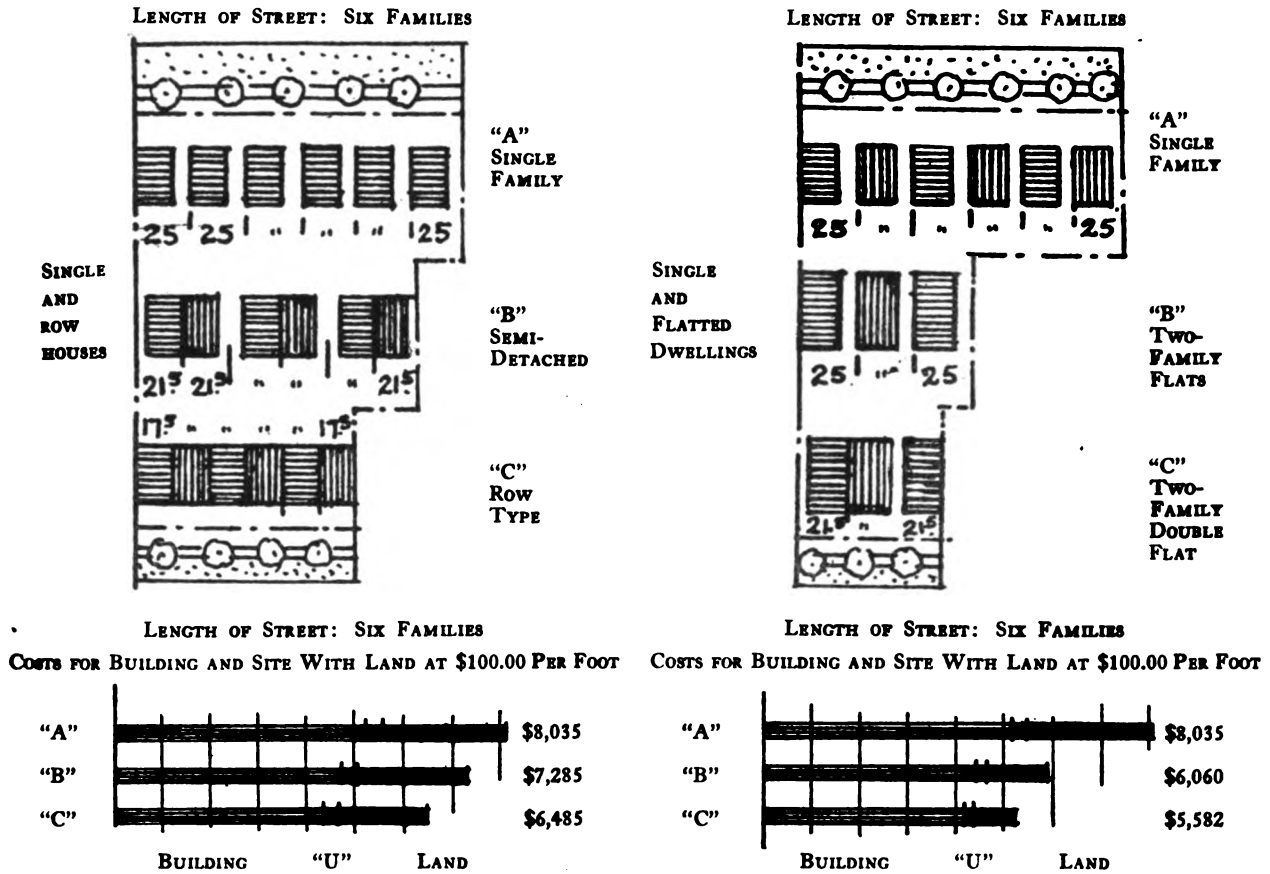 LENGTH OF STREET: SIX FAMILIES
"A"
SINGLE
FAMILY
25 25 " " " 25
SINGLE
AND
ROW
HOUSES
"B"
SEMI-
DETACHED
21.5 21.5 " " " 21.5
17.5 " " " " 17.5
"C"
ROW
TYPE
LENGTH OF STREET: SIX FAMILIES
COSTS FOR BUILDING AND SITE WITH LAND AT $100.00 PER FOOT
"A" $8,035
"B" $7,285
"C" $6,485
BUILDING "U" LAND
LENGTH OF STREET: SIX FAMILIES
"A"
SINGLE
FAMILY
25 " " " " 25
SINGLE
AND
FLATTED
DWELLINGS
"B"
TWO-
FAMILY
FLATS
25 " " 25
"C"
TWO-
FAMILY
DOUBLE
FLAT
21.5 " 21.5
LENGTH OF STREET: SIX FAMILIES
COSTS FOR BUILDING AND SITE WITH LAND AT $100.00 PER FOOT
"A" $8,035
"B" $6,060
"C" $5,582
BUILDING "U" LAND